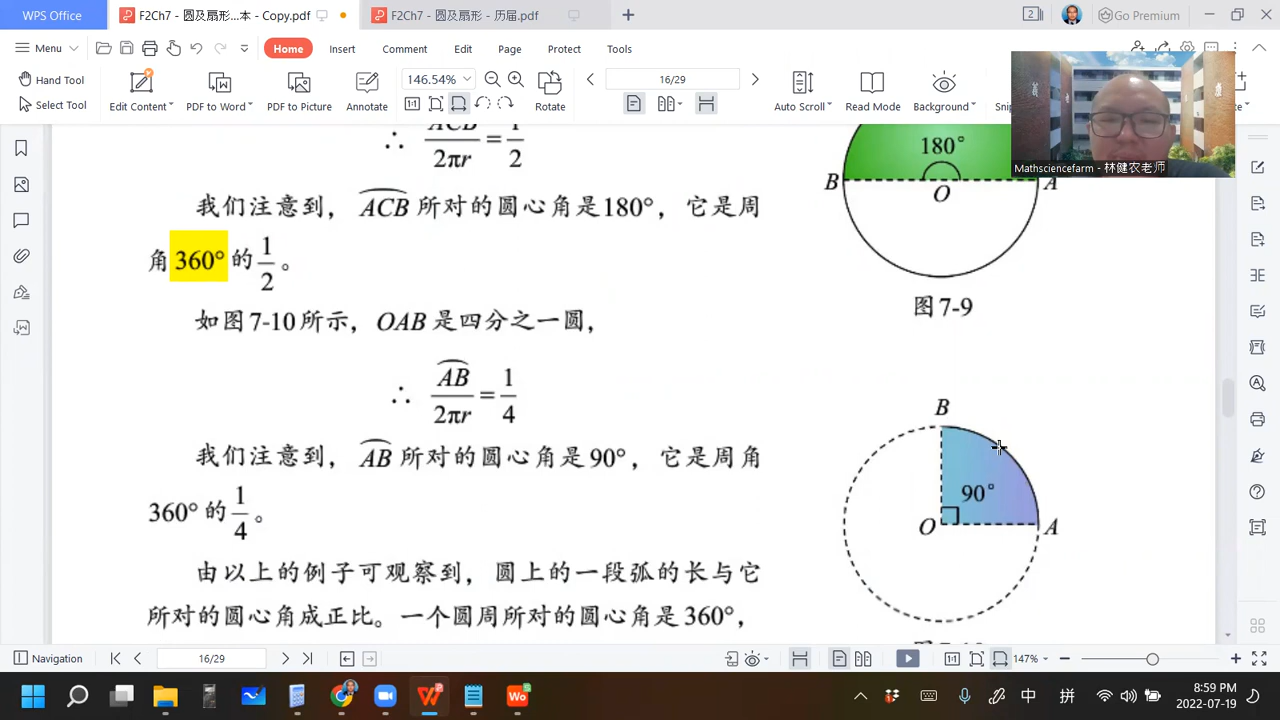 WPS Office
F2Ch7 - 圆及扇形...本 - Copy.pdf
F2Ch7 - 圆及扇形 - 历届.pdf
2
Go Premium
Menu
Home
Insert
Comment
Edit
Page
Protect
Tools
Hand Tool
Select Tool
Edit Content
PDF to Word
PDF to Picture
Annotate
146.54%
Rotate
16/29
Auto Scroll
Read Mode
Background
Mathsciencefarm - 林健农老师
∴ ACB/2πr = 1/2
我们注意到，ACB 所对的圆心角是180°，它是周
角 360° 的 1/2。
如图 7-10 所示，OAB 是四分之一圆，
∴ AB/2πr = 1/4
我们注意到，AB 所对的圆心角是 90°，它是周角
360° 的 1/4。
由以上的例子可观察到，圆上的一段弧的长与它
所对的圆心角成正比。一个圆周所对的圆心角是 360°，
180°
B
O
A
图 7-9
B
90°
O
A
Navigation
16/29
147%
中
拼
8:59 PM
2022-07-19